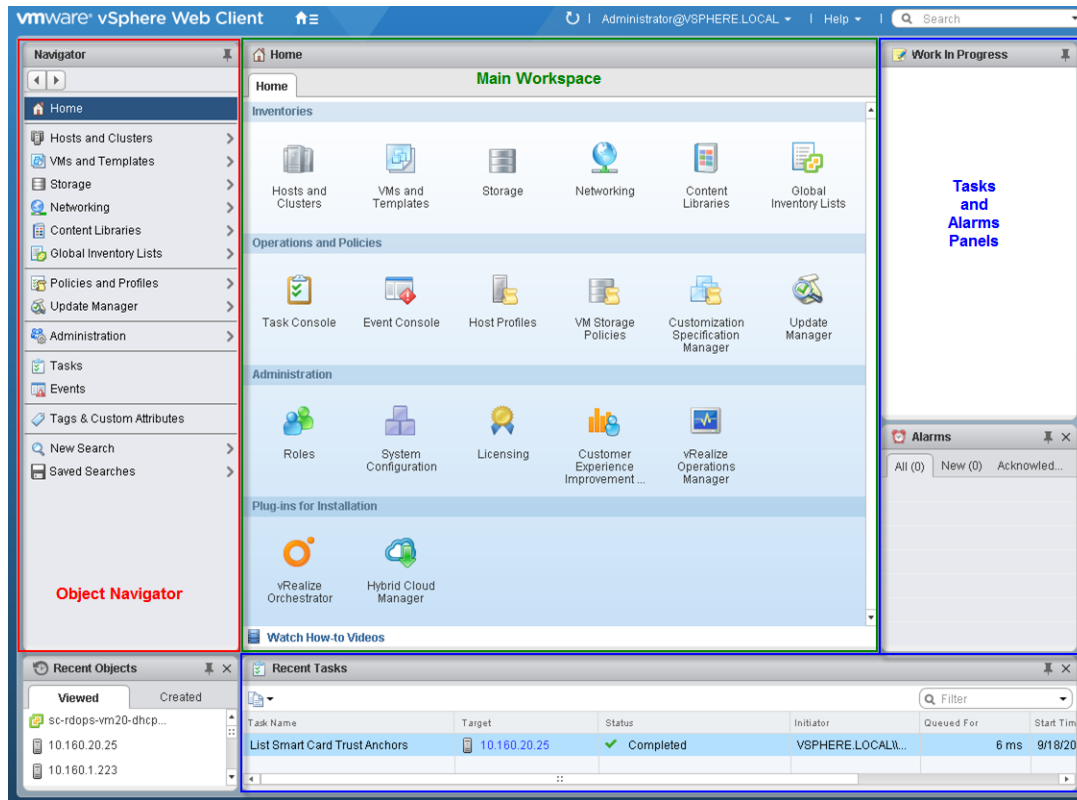 vmware® vSphere Web Client
Administrator@VSPHERE.LOCAL
Help
Search
Navigator
Home
Hosts and Clusters
VMs and Templates
Storage
Networking
Content Libraries
Global Inventory Lists
Policies and Profiles
Update Manager
Administration
Tasks
Events
Tags & Custom Attributes
New Search
Saved Searches
Object Navigator
Home
Home
Main Workspace
Inventories
Hosts and
Clusters
VMs and
Templates
Storage
Networking
Content
Libraries
Global
Inventory Lists
Operations and Policies
Task Console
Event Console
Host Profiles
VM Storage
Policies
Customization
Specification
Manager
Update
Manager
Administration
Roles
System
Configuration
Licensing
Customer
Experience
Improvement ...
vRealize
Operations
Manager
Plug-ins for Installation
vRealize
Orchestrator
Hybrid Cloud
Manager
Watch How-to Videos
Work In Progress
Tasks
and
Alarms
Panels
Alarms
All (0)
New (0)
Acknowled...
Recent Objects
Viewed
Created
sc-rdops-vm20-dhcp...
10.160.20.25
10.160.1.223
Recent Tasks
Filter
Task Name
Target
Status
Initiator
Queued For
Start Tim
List Smart Card Trust Anchors
10.160.20.25
Completed
VSPHERE.LOCAL\\...
6 ms
9/18/20